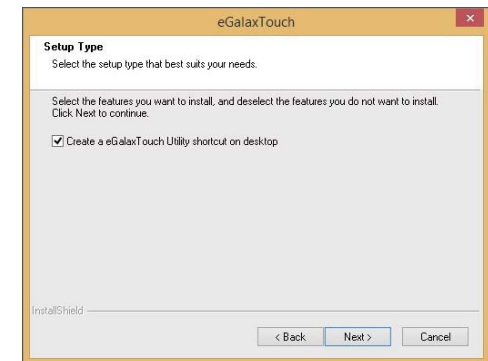 eGalaxTouch
Setup Type
Select the setup type that best suits your needs.
Select the features you want to install, and deselect the features you do not want to install.
Click Next to continue.
Create a eGalaxTouch Utility shortcut on desktop
InstallShield
< Back Next > Cancel